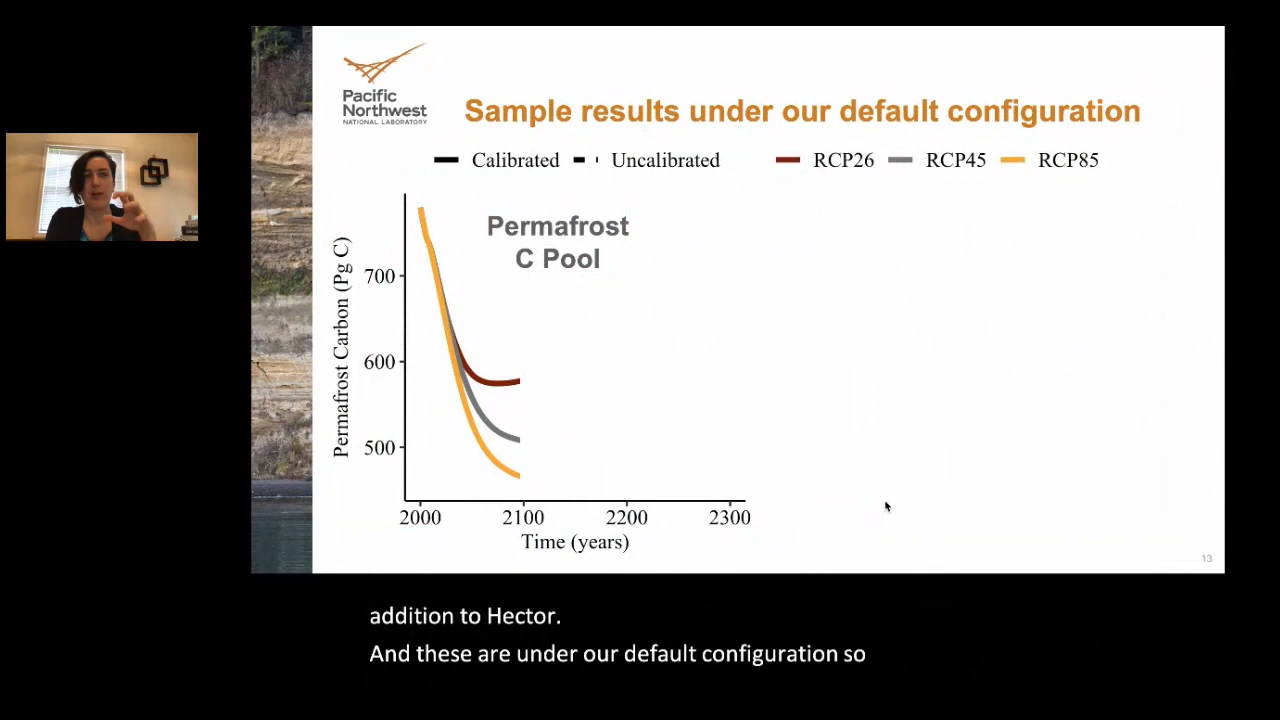 Pacific
Northwest
NATIONAL LABORATORY
Sample results under our default configuration
Calibrated Uncalibrated RCP26 RCP45 RCP85
Permafrost
C Pool
Permafrost Carbon (Pg C)
700
600
500
2000 2100 2200 2300
Time (years)
13
addition to Hector.
And these are under our default configuration so